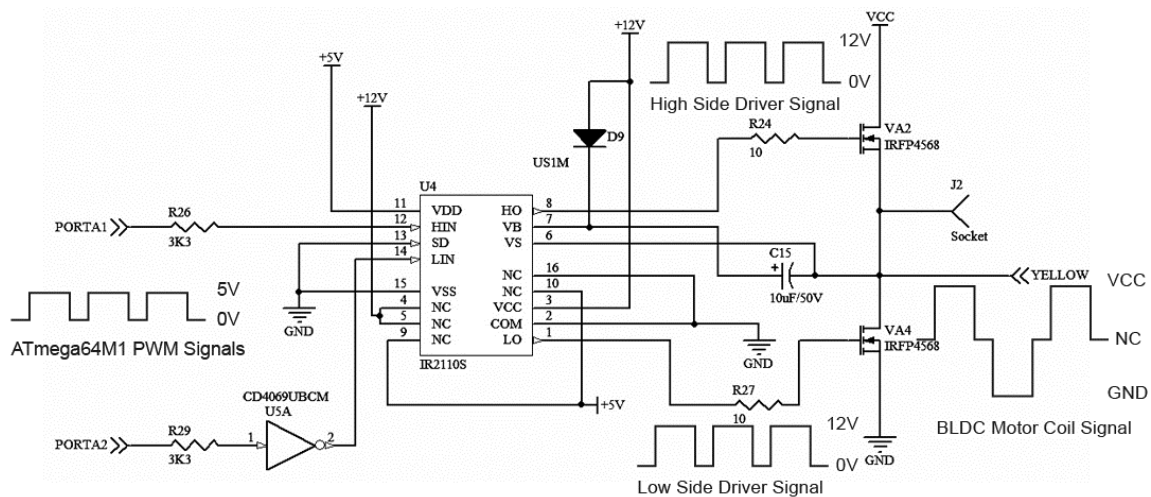 VCC
+12V
12V
0V
High Side Driver Signal
+5V
+12V
D9
US1M
R24
10
VA2
IRFP4568
U4
J2
Socket
PORTA1
R26
3K3
11 VDD HO 8
12 HIN VB 7
13 SD VS 6
14 LIN
NC 16
15 VSS NC 10
4 NC VCC 3
5 NC COM 2
9 NC LO 1
IR2110S
C15
+
10uF/50V
YELLOW
VCC
NC
GND
BLDC Motor Coil Signal
5V
0V
ATmega64M1 PWM Signals
GND
GND
VA4
IRFP4568
CD4069UBCM
U5A
+5V
R27
10
PORTA2
R29
3K3
1 2
12V
0V
Low Side Driver Signal
GND